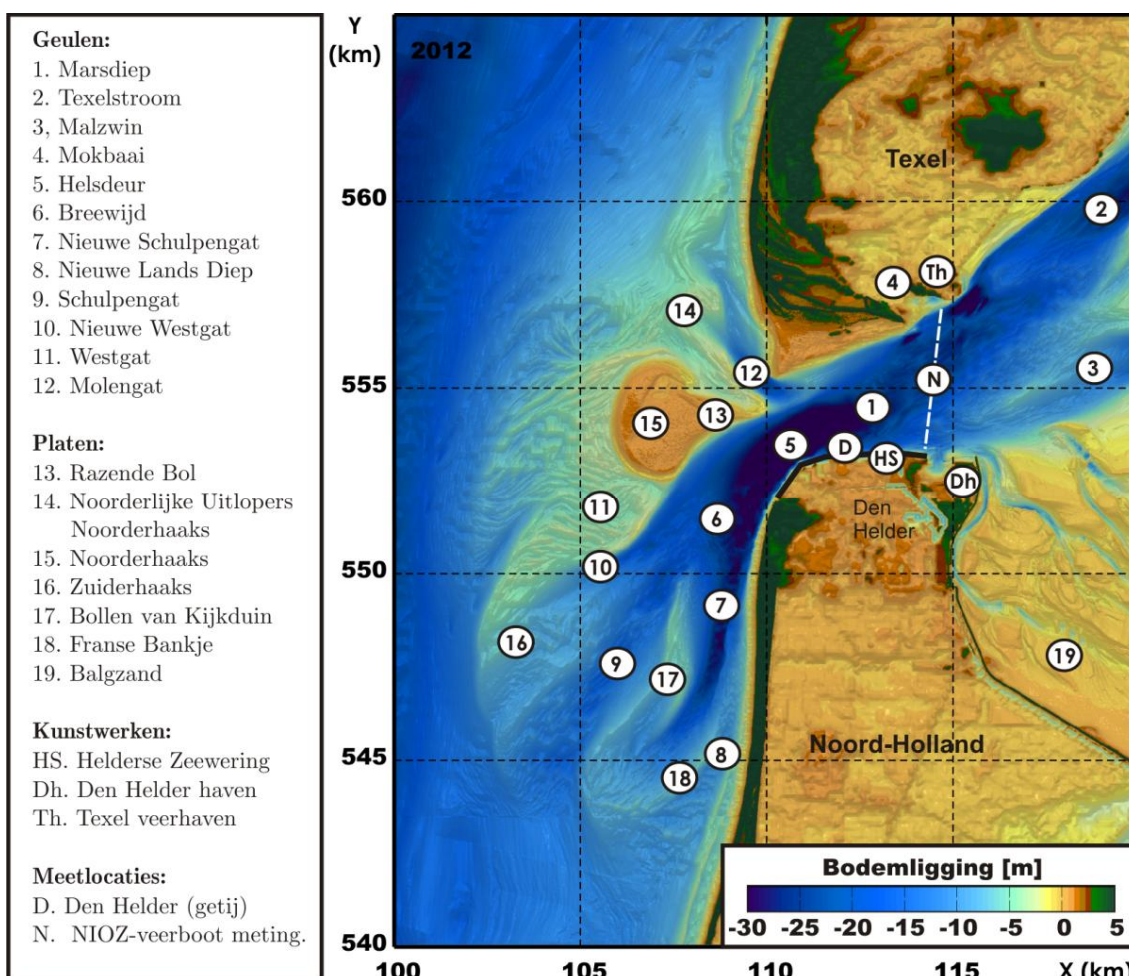 Geulen:
1. Marsdiep
2. Texelstroom
3, Malzwin
4. Mokbaai
5. Helsdeur
6. Breewijd
7. Nieuwe Schulpengat
8. Nieuwe Lands Diep
9. Schulpengat
10. Nieuwe Westgat
11. Westgat
12. Molengat
Platen:
13. Razende Bol
14. Noorderlijke Uitlopers
Noorderhaaks
15. Noorderhaaks
16. Zuiderhaaks
17. Bollen van Kijkduin
18. Franse Bankje
19. Balgzand
Kunstwerken:
HS. Helderse Zeewering
Dh. Den Helder haven
Th. Texel veerhaven
Meetlocaties:
D. Den Helder (getij)
N. NIOZ-veerboot meting.
Y
(km)
2012
Texel
560
2
4
Th
14
12
555
3
N
1
13
15
5
D
HS
Dh
Den
Helder
11
6
10
550
7
16
9
17
19
Noord-Holland
545
8
18
Bodemligging [m]
-30 -25 -20 -15 -10 -5 0 5
540
100 105 110 115 X (km)